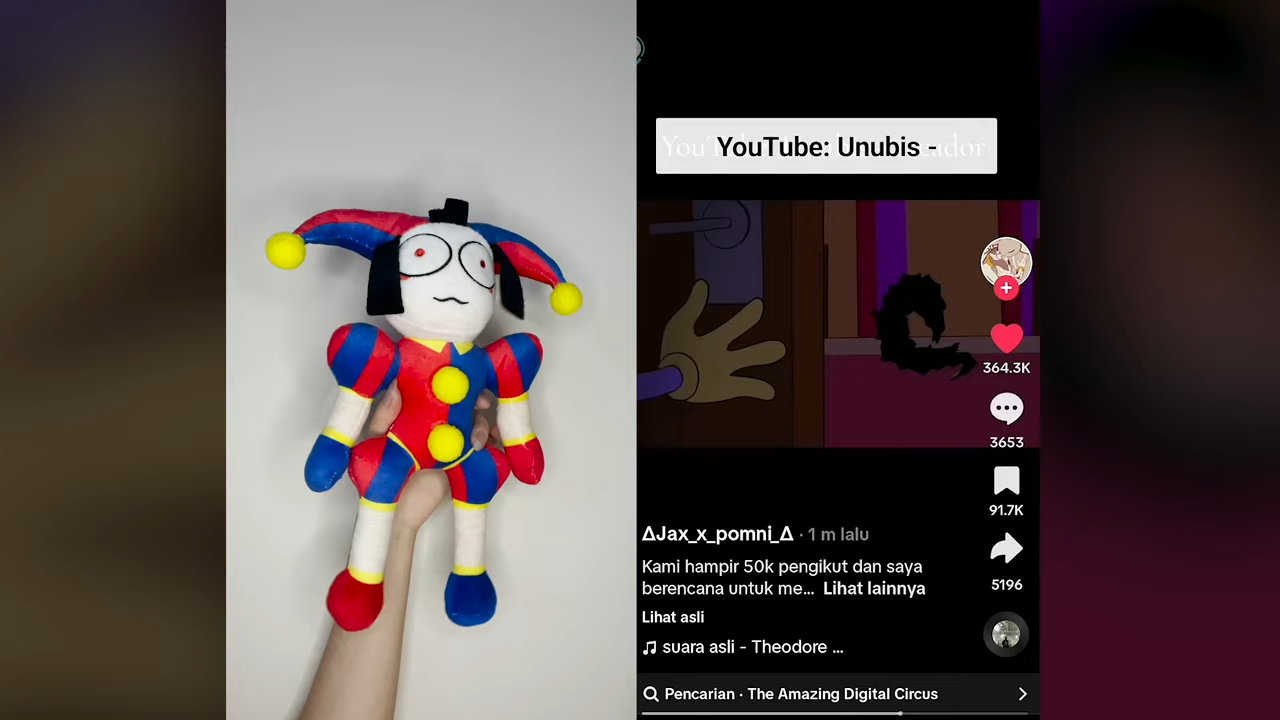 YouTube: Unubis -
364.3K
3653
91.7K
5196
ΔJax_x_pomni_Δ · 1 m lalu
Kami hampir 50k pengikut dan saya
berencana untuk me... Lihat lainnya
Lihat asli
suara asli - Theodore ...
Pencarian · The Amazing Digital Circus